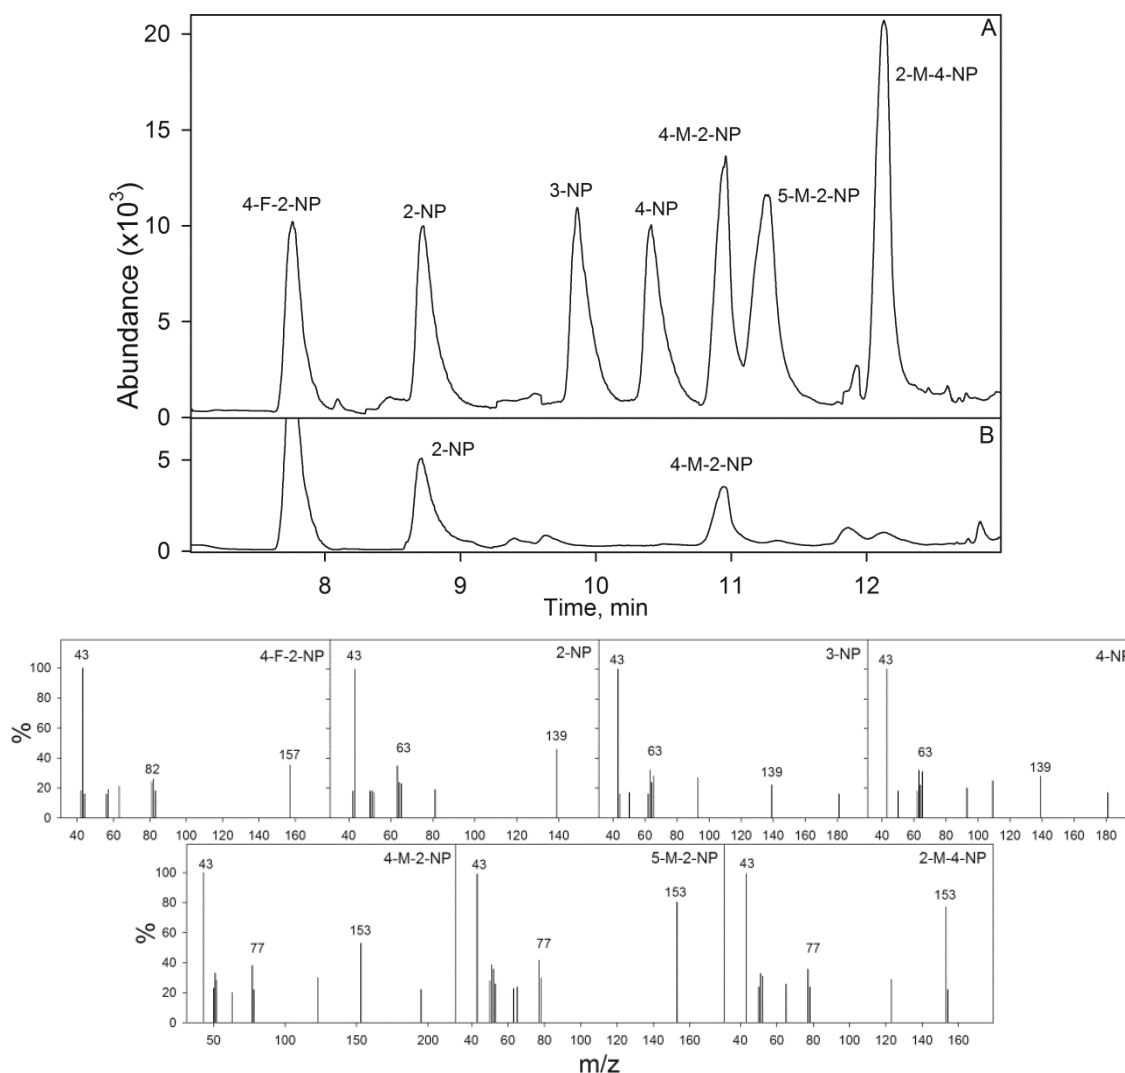 A
20
2-M-4-NP
15
4-M-2-NP
3-NP
5-M-2-NP
4-F-2-NP
2-NP
4-NP
10
Abundance (x10³)
5
0
B
2-NP
4-M-2-NP
5
0
8 9 10 11 12
Time, min
43 4-F-2-NP 43 2-NP 43 3-NP 43 4-NP
100
80
60
40
20
0
%
82 157 63 139 63 139 63 139
40 60 80 100 120 140 160 40 60 80 100 120 140 40 60 80 100 120 140 160 180 40 60 80 100 120 140 160 180
43 4-M-2-NP 43 5-M-2-NP 43 2-M-4-NP
100
80
60
40
20
0
%
77 153 77 153 77 153
50 100 150 200 40 60 80 100 120 140 160 40 60 80 100 120 140 160
m/z